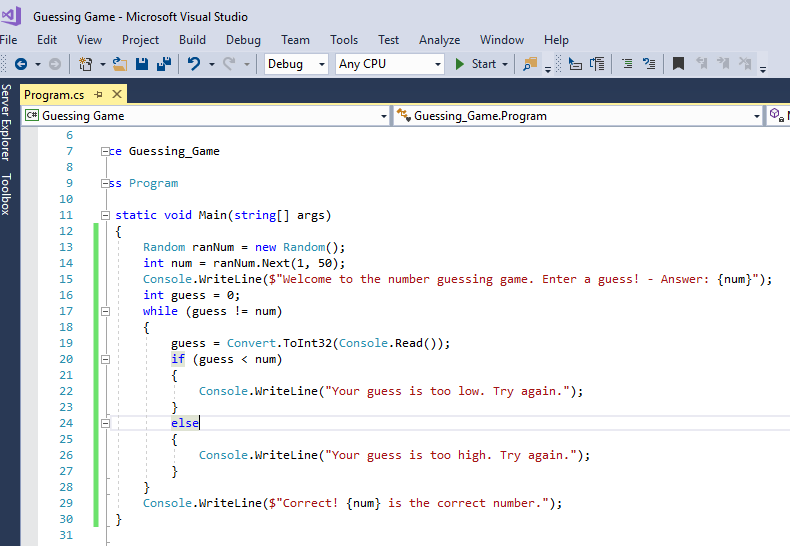 Guessing Game - Microsoft Visual Studio
File Edit View Project Build Debug Team Tools Test Analyze Window Help
Debug Any CPU Start
Server Explorer
Toolbox
Program.cs
C# Guessing Game Guessing_Game.Program
6
7 ce Guessing_Game
8
9 ss Program
10
11 static void Main(string[] args)
12 {
13 Random ranNum = new Random();
14 int num = ranNum.Next(1, 50);
15 Console.WriteLine($"Welcome to the number guessing game. Enter a guess! - Answer: {num}");
16 int guess = 0;
17 while (guess != num)
18 {
19 guess = Convert.ToInt32(Console.Read());
20 if (guess < num)
21 {
22 Console.WriteLine("Your guess is too low. Try again.");
23 }
24 else
25 {
26 Console.WriteLine("Your guess is too high. Try again.");
27 }
28 }
29 Console.WriteLine($"Correct! {num} is the correct number.");
30 }
31